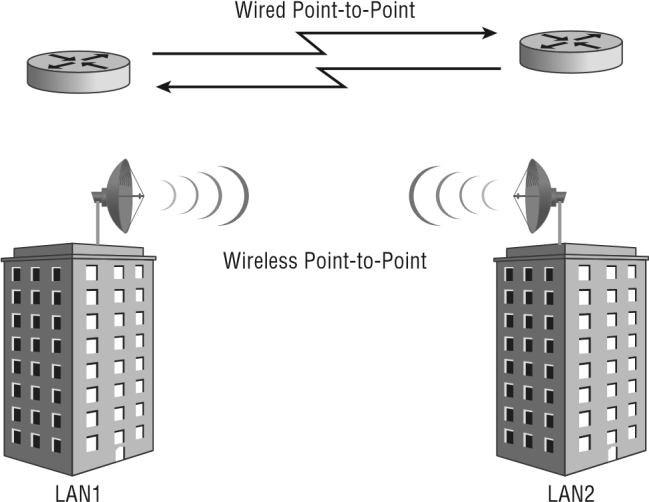 Wired Point-to-Point
Wireless Point-to-Point
LAN1
LAN2